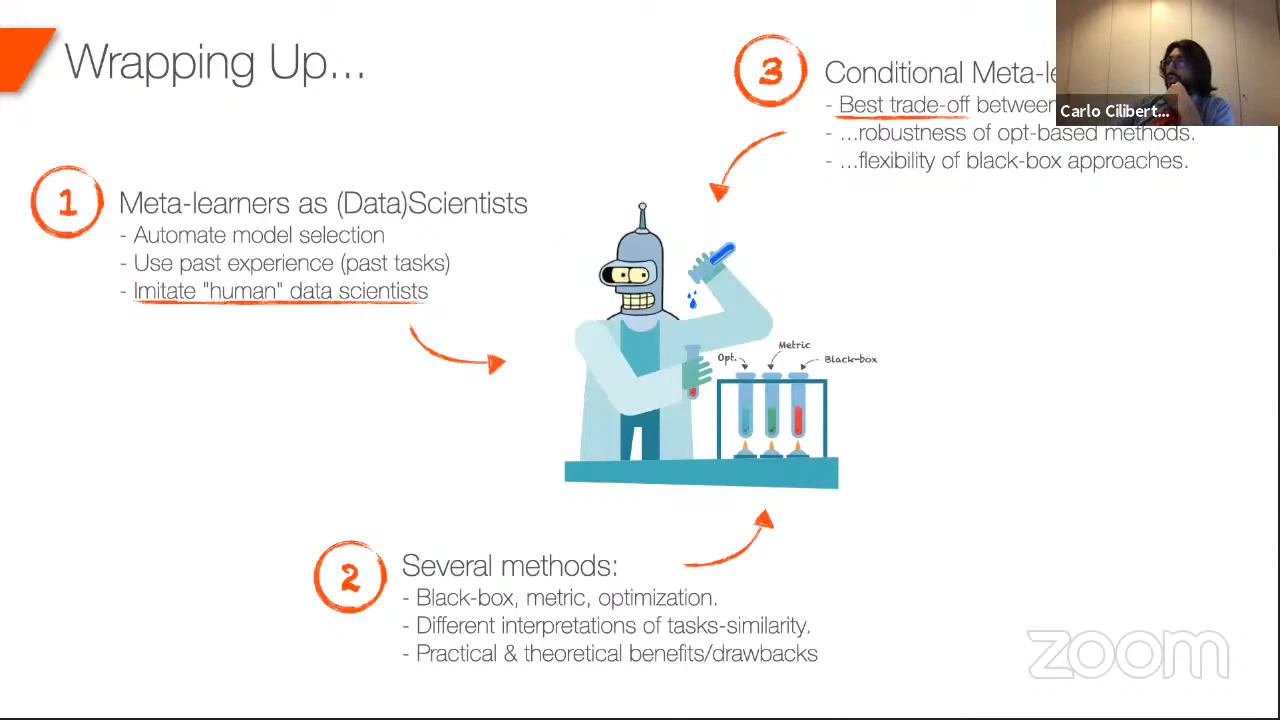 Wrapping Up...
1
Meta-learners as (Data)Scientists
- Automate model selection
- Use past experience (past tasks)
- Imitate "human" data scientists
3
Conditional Meta-le
- Best trade-off between
- ...robustness of opt-based methods.
- ...flexibility of black-box approaches.
Carlo Cilibert...
Opt.
Metric
Black-box
2
Several methods:
- Black-box, metric, optimization.
- Different interpretations of tasks-similarity.
- Practical & theoretical benefits/drawbacks
zoom